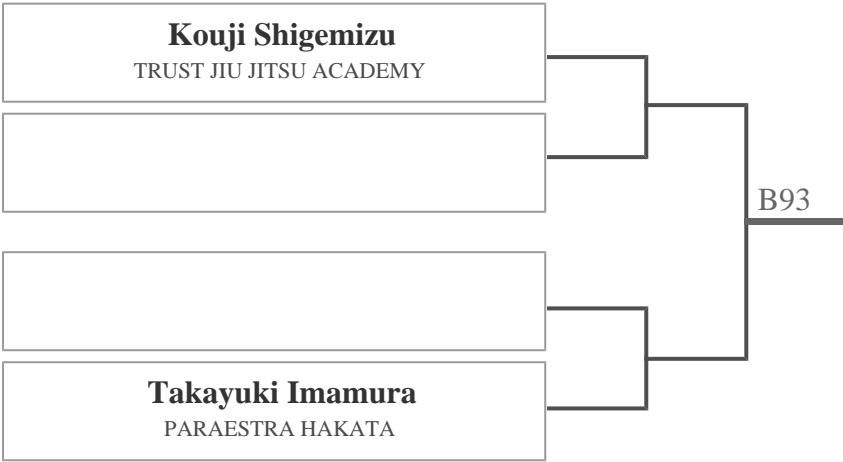 Kouji Shigemizu
TRUST JIU JITSU ACADEMY
B93
Takayuki Imamura
PARAESTRA HAKATA